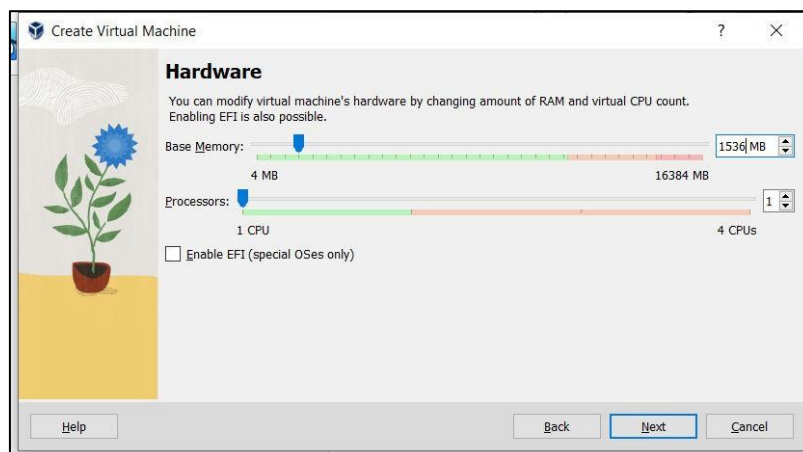 Create Virtual Machine
?
Hardware
You can modify virtual machine's hardware by changing amount of RAM and virtual CPU count.
Enabling EFI is also possible.
Base Memory:
1536 MB
4 MB
16384 MB
Processors:
1
1 CPU
4 CPUs
Enable EFI (special OSes only)
Help
Back
Next
Cancel